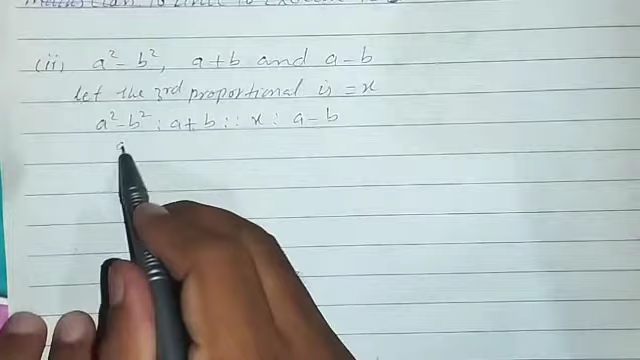 (ii) a² - b², a + b and a - b
let the 3rd proportional is = x
a² - b² : a + b : : x : a - b